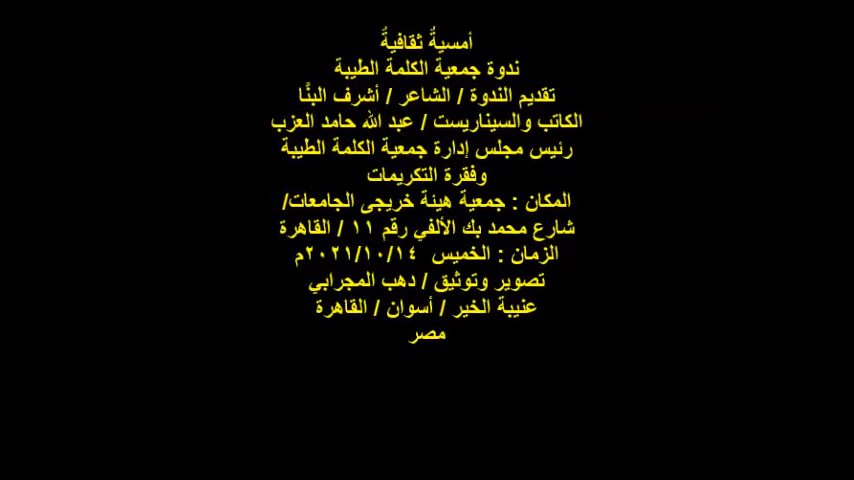 أمسيةٌ ثقافيةٌ
ندوة جمعية الكلمة الطيبة
تقديم الندوة / الشاعر / أشرف البنًّا
الكاتب والسيناريست / عبد الله حامد العزب
رئيس مجلس إدارة جمعية الكلمة الطيبة
وفقرة التكريمات
المكان : جمعية هيئة خريجى الجامعات/
شارع محمد بك الألفي رقم ١١ / القاهرة
الزمان : الخميس ٢٠٢١/١٠/١٤م
تصوير وتوثيق / دهب المجرابي
عنيبة الخير / أسوان / القاهرة
مصر